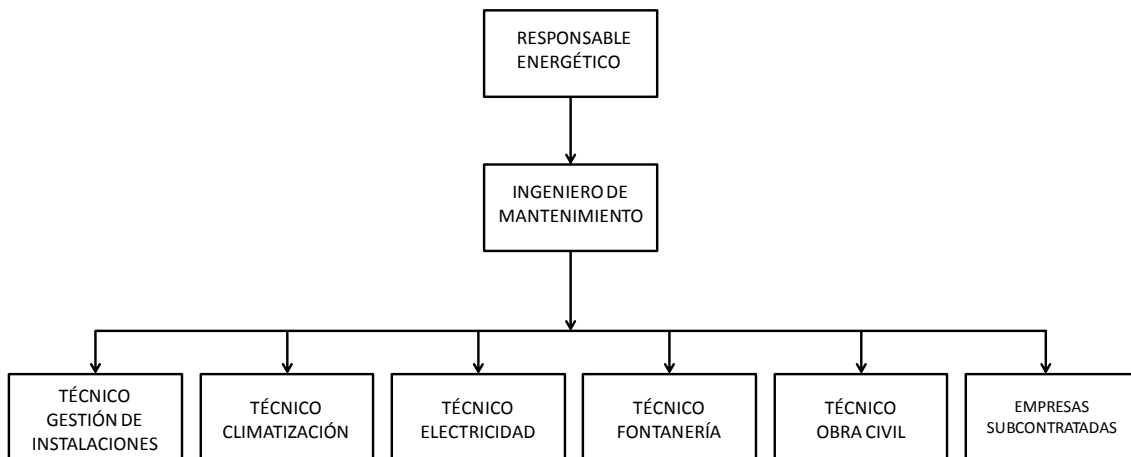 RESPONSABLE
ENERGÉTICO
INGENIERO DE
MANTENIMIENTO
TÉCNICO
GESTIÓN DE
INSTALACIONES
TÉCNICO
CLIMATIZACIÓN
TÉCNICO
ELECTRICIDAD
TÉCNICO
FONTANERÍA
TÉCNICO
OBRA CIVIL
EMPRESAS
SUBCONTRATADAS